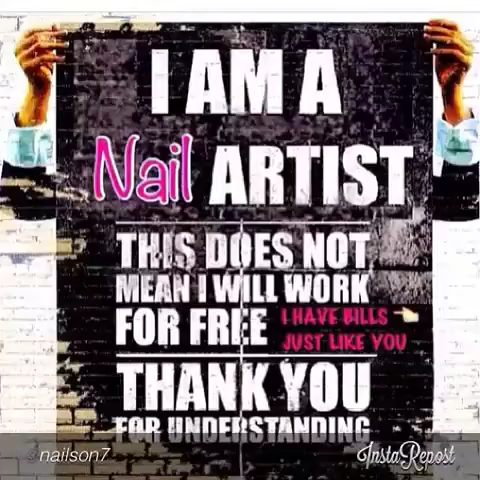 I AM A
Nail ARTIST
THIS DOES NOT
MEAN I WILL WORK
FOR FREE I HAVE BILLS
JUST LIKE YOU
THANK YOU
FOR UNDERSTANDING
nailson7 InstaRepost